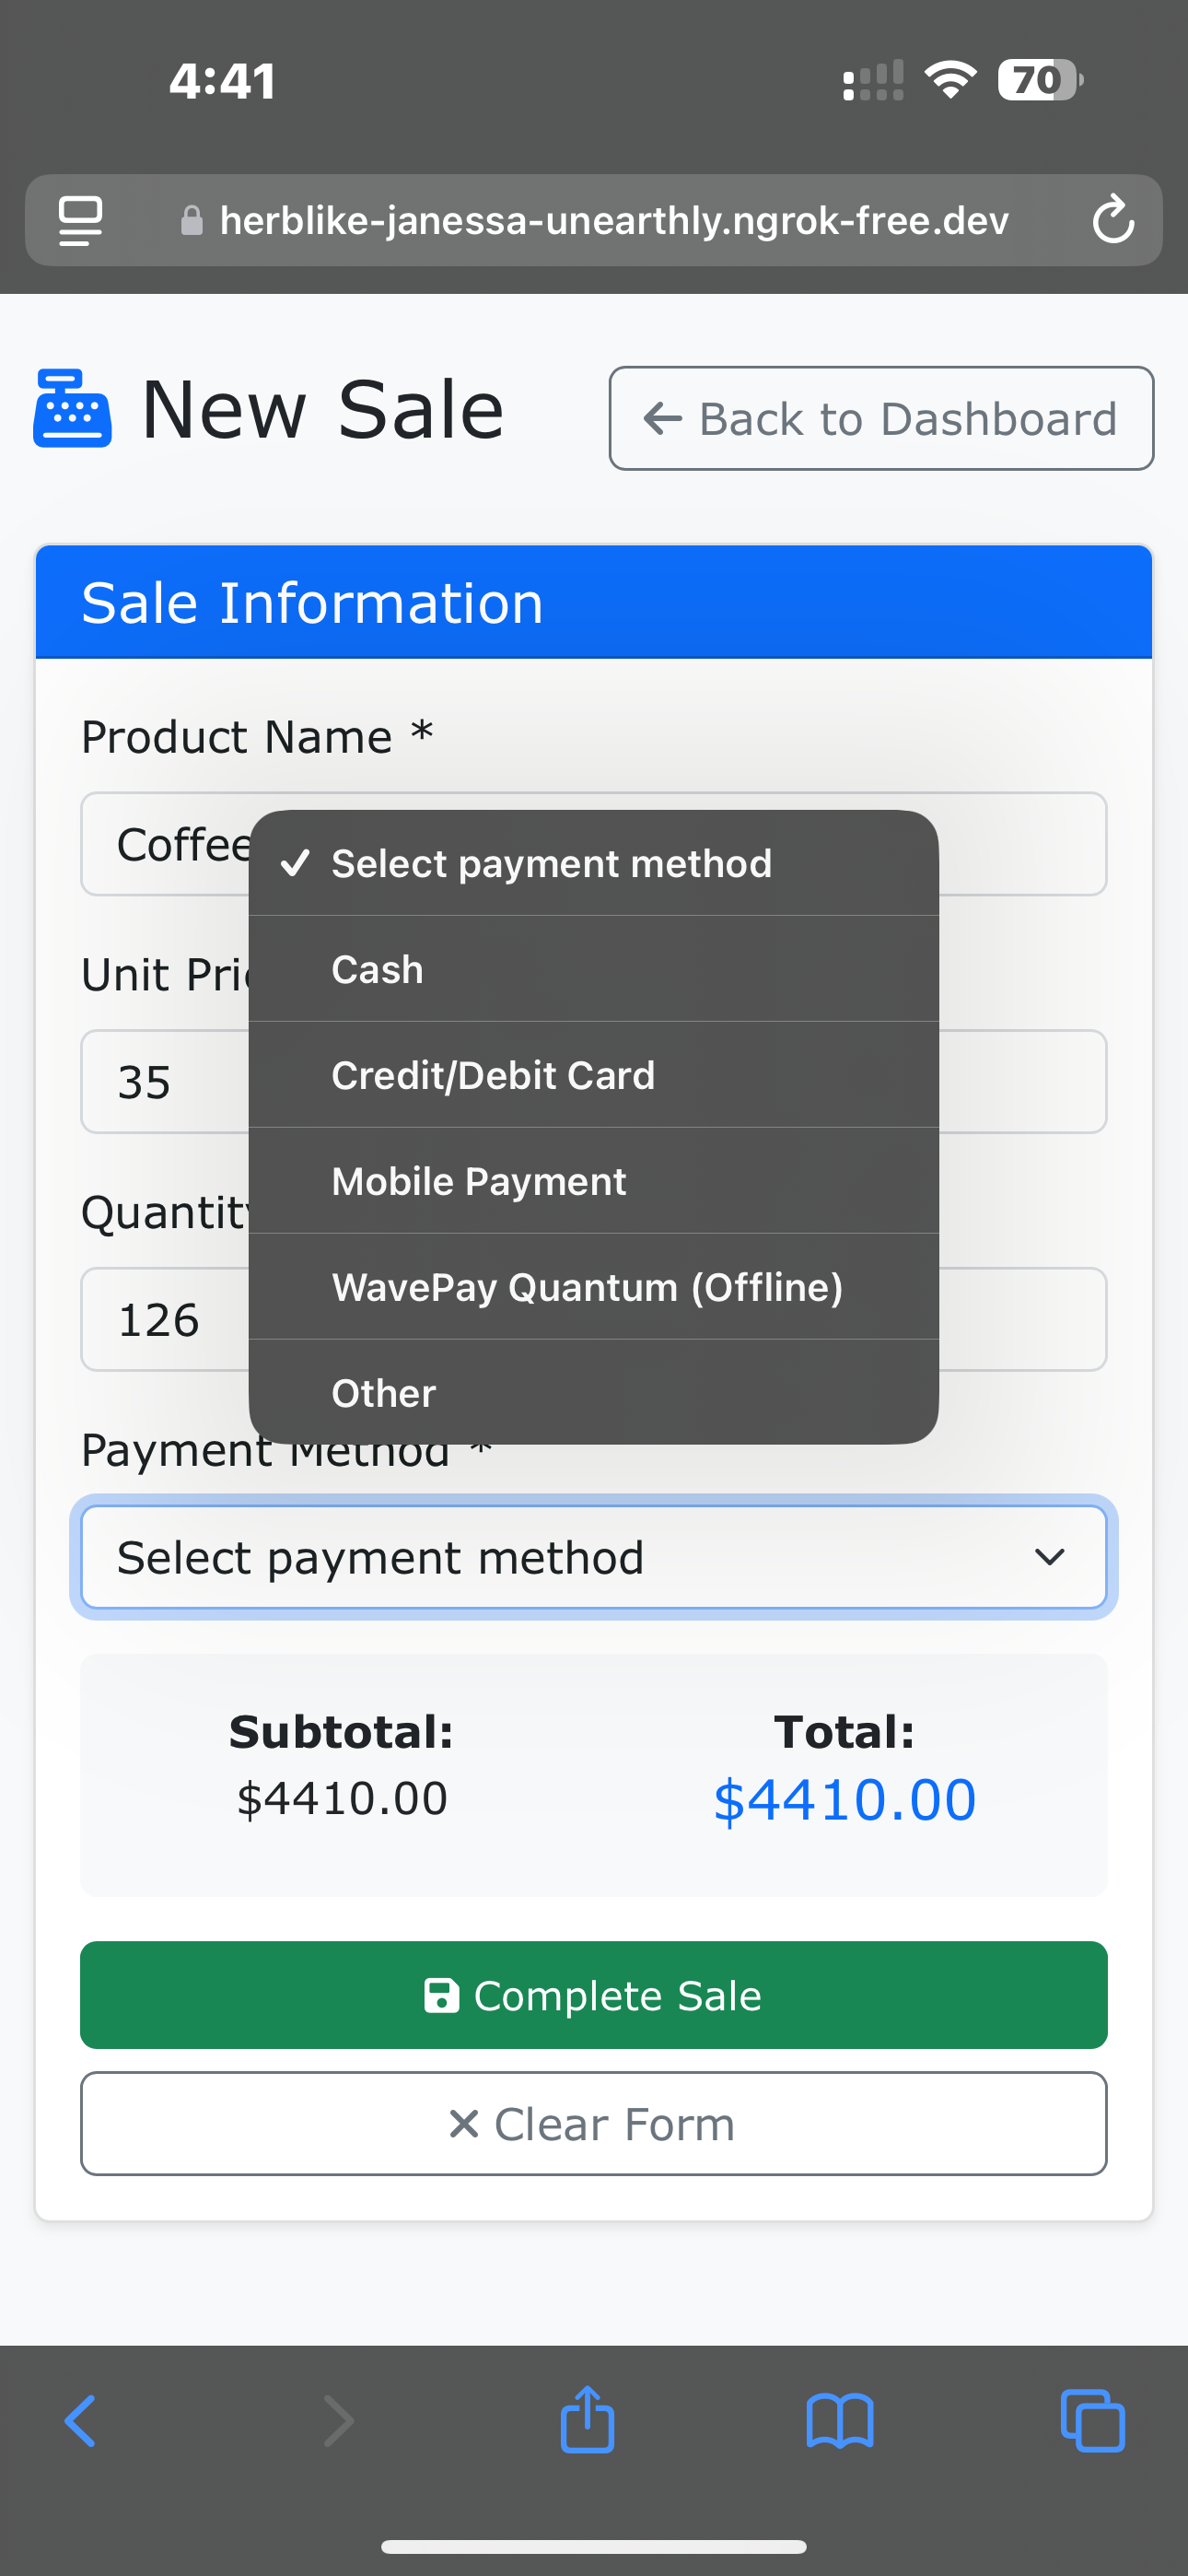 4:41
70
herblike-janessa-unearthly.ngrok-free.dev
New Sale
← Back to Dashboard
Sale Information
Product Name *
Coffee
✓ Select payment method
Cash
Unit
35
Credit/Debit Card
Mobile Payment
126
WavePay Quantum (Offline)
Other
Payment Method *
Select payment method
Subtotal:
Total:
$4410.00
$4410.00
Complete Sale
Clear Form